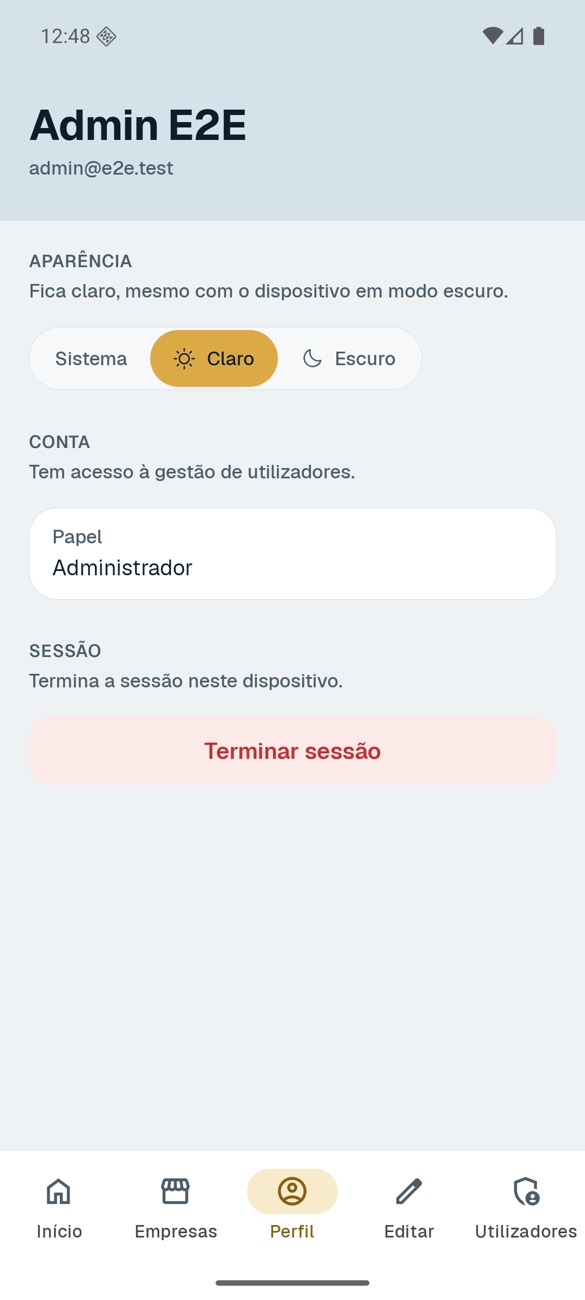 12:48
Admin E2E
admin@e2e.test
APARÊNCIA
Fica claro, mesmo com o dispositivo em modo escuro.
Sistema Claro Escuro
CONTA
Tem acesso à gestão de utilizadores.
Papel
Administrador
SESSÃO
Termina a sessão neste dispositivo.
Terminar sessão
Início Empresas Perfil Editar Utilizadores